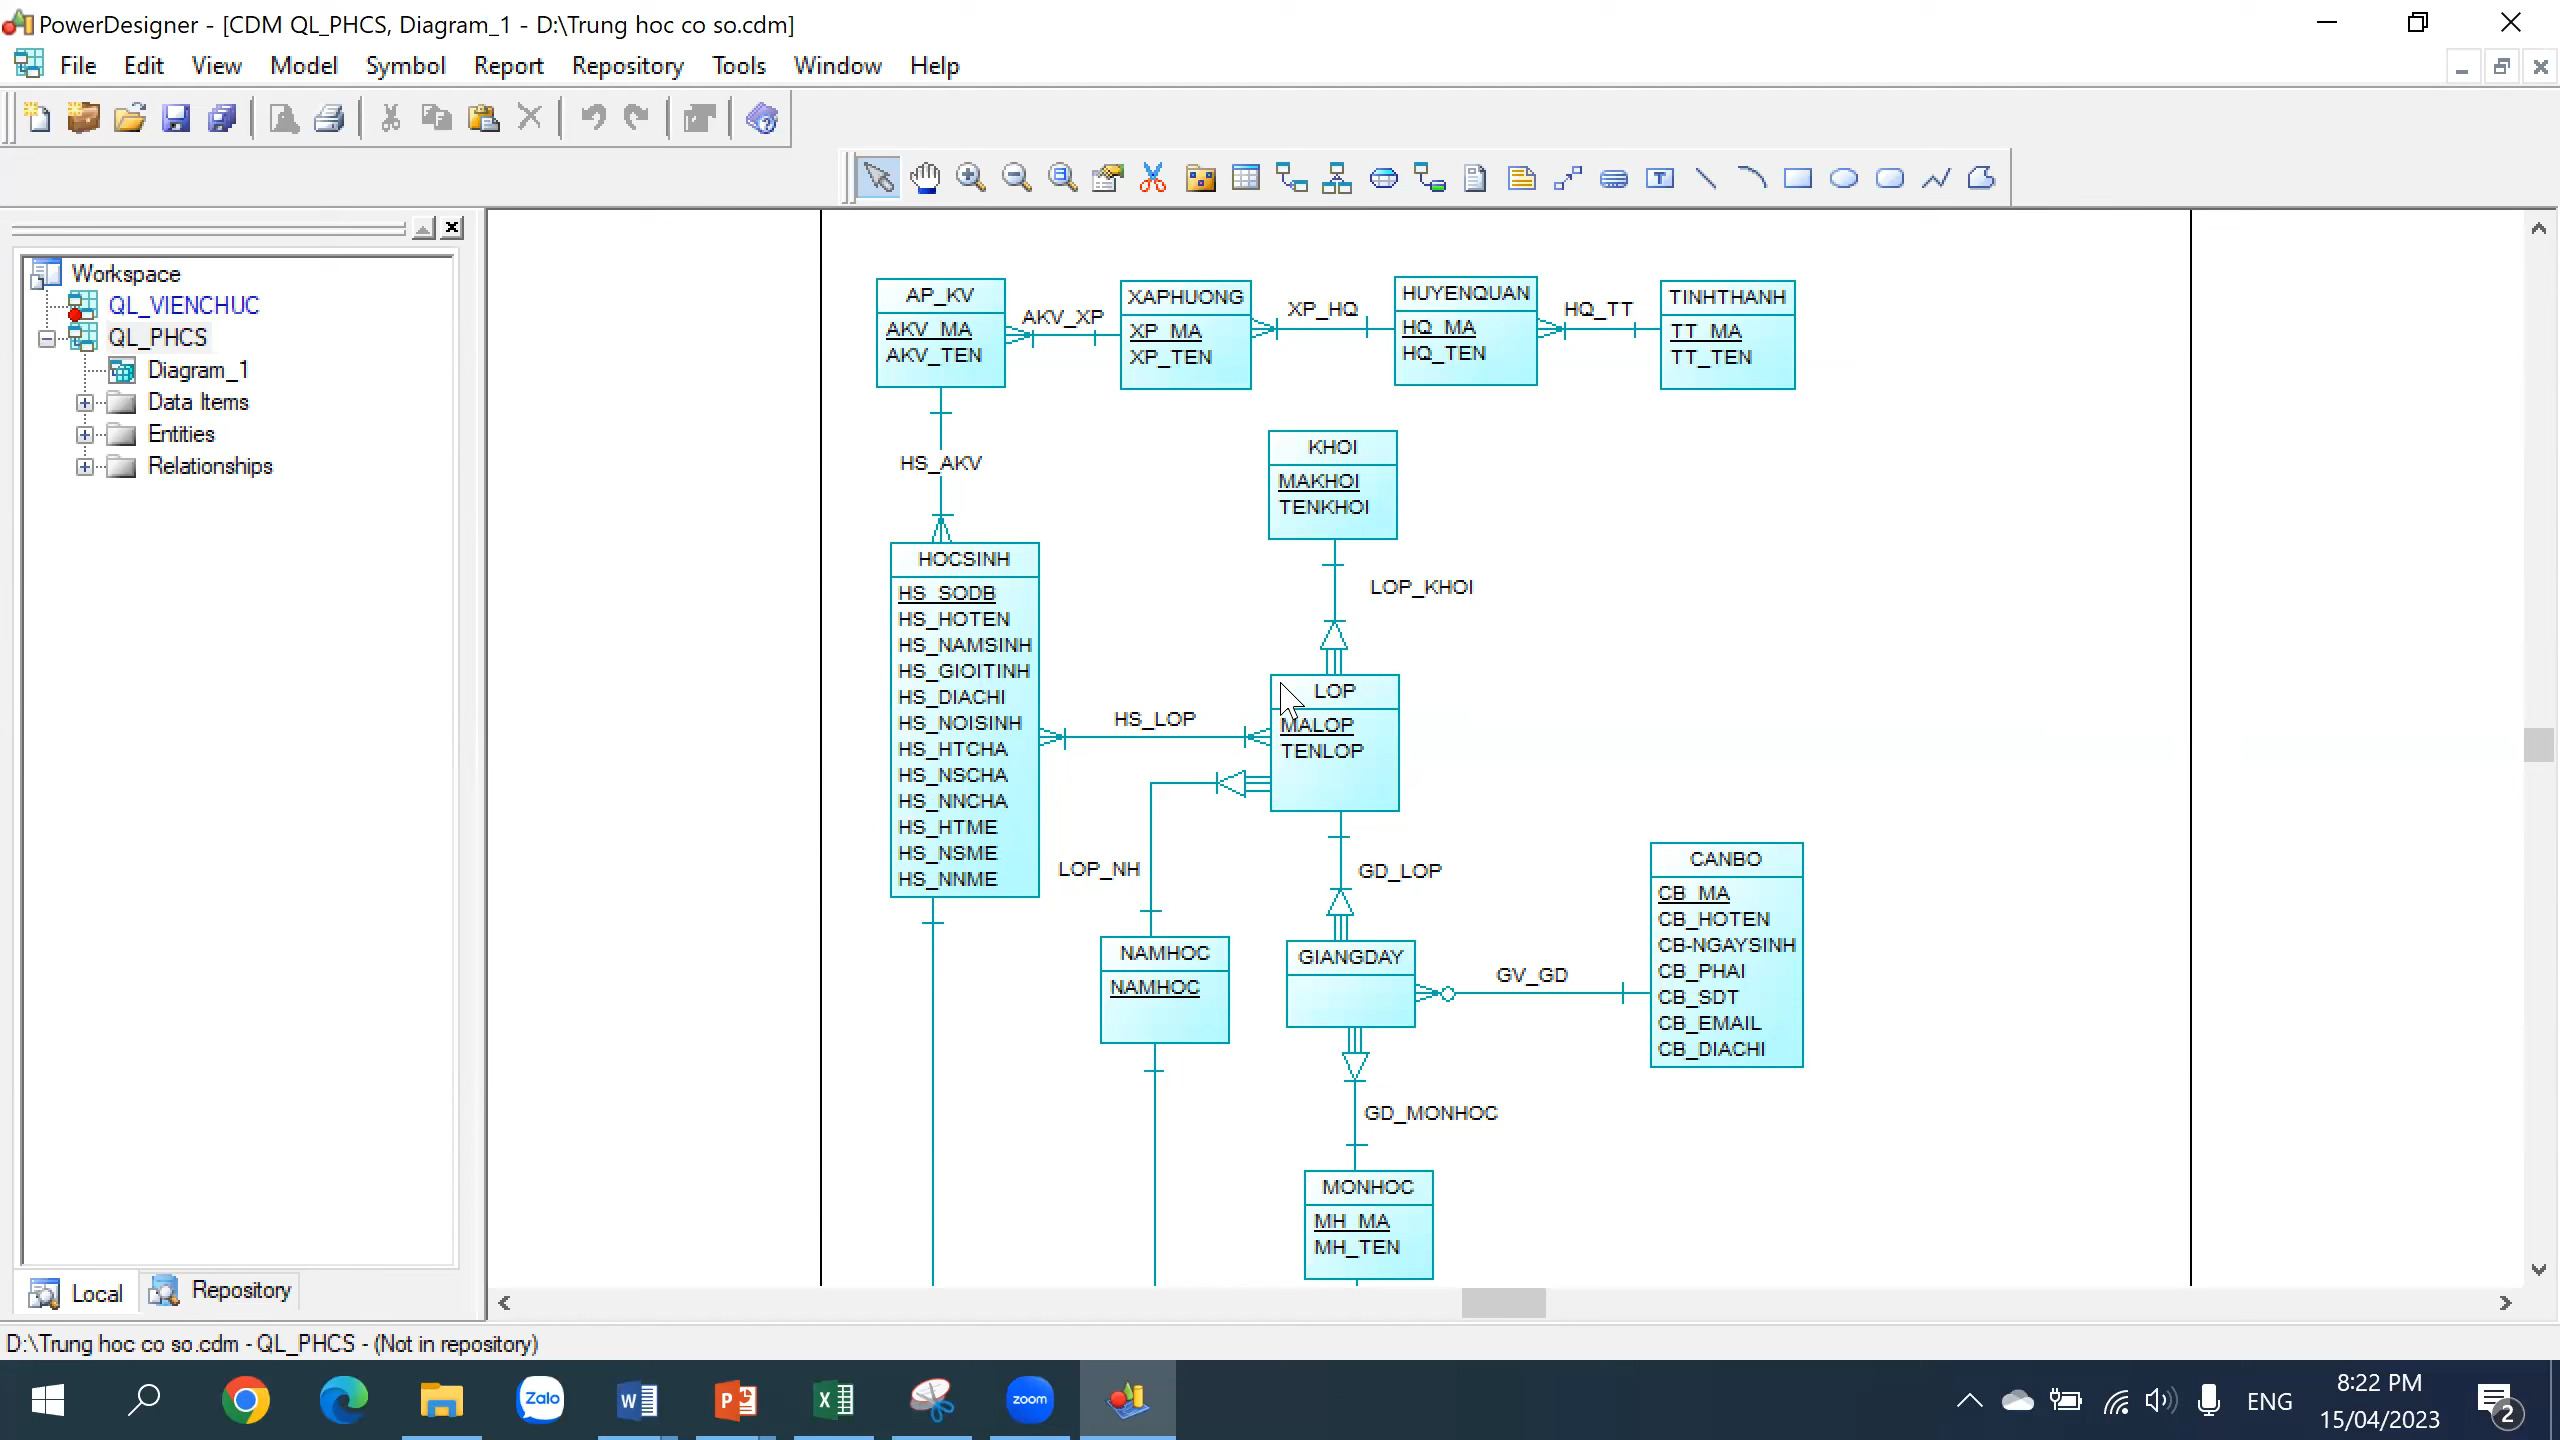 PowerDesigner - [CDM QL_PHCS, Diagram_1 - D:\Trung hoc co so.cdm]
File Edit View Model Symbol Report Repository Tools Window Help
Workspace
QL_VIENCHUC
QL_PHCS
Diagram_1
Data Items
Entities
Relationships
Local
Repository
AP_KV
AKV_MA
AKV_TEN
AKV_XP
XAPHUONG
XP_MA
XP_TEN
XP_HQ
HUYENQUAN
HQ_MA
HQ_TEN
HQ_TT
TINHTHANH
TT_MA
TT_TEN
HS_AKV
KHOI
MAKHOI
TENKHOI
LOP_KHOI
HOCSINH
HS_SODB
HS_HOTEN
HS_NAMSINH
HS_GIOITINH
HS_DIACHI
HS_NOISINH
HS_HTCHA
HS_NSCHA
HS_NNCHA
HS_HTME
HS_NSME
HS_NNME
HS_LOP
LOP
MALOP
TENLOP
LOP_NH
GD_LOP
NAMHOC
NAMHOC
GIANGDAY
GV_GD
CANBO
CB_MA
CB_HOTEN
CB-NGAYSINH
CB_PHAI
CB_SDT
CB_EMAIL
CB_DIACHI
GD_MONHOC
MONHOC
MH_MA
MH_TEN
D:\Trung hoc co so.cdm - QL_PHCS - (Not in repository)
Zalo
zoom
ENG
8:22 PM
15/04/2023
2